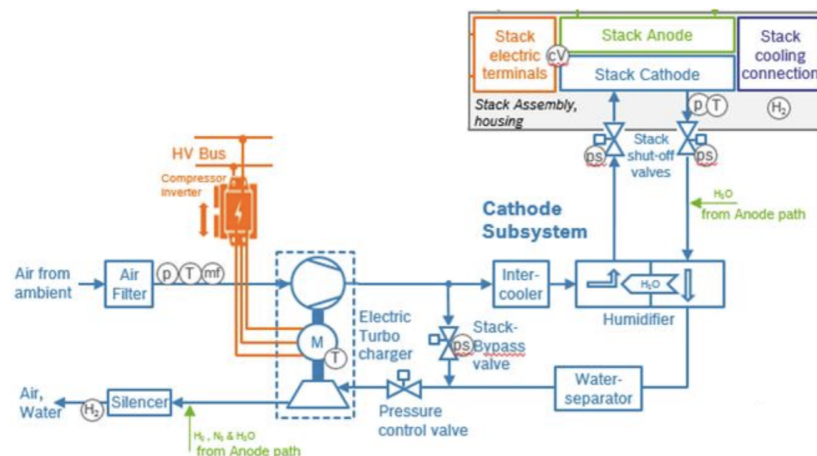 Stack
electric
terminals
cV
Stack Anode
Stack Cathode
Stack
cooling
connection
Stack Assembly,
housing
p T
H₂
ps
Stack
shut-off
valves
ps
HV Bus
Compressor
Inverter
H₂O
from Anode path
Cathode
Subsystem
Air from
ambient
Air
Filter
p T mf
Inter-
cooler
H₂O
Humidifier
Electric
Turbo
charger
M
T
ps
Stack-
Bypass
valve
Air,
Water
H₂
Silencer
Pressure
control valve
Water-
separator
H₂, N₂ & H₂O
from Anode path